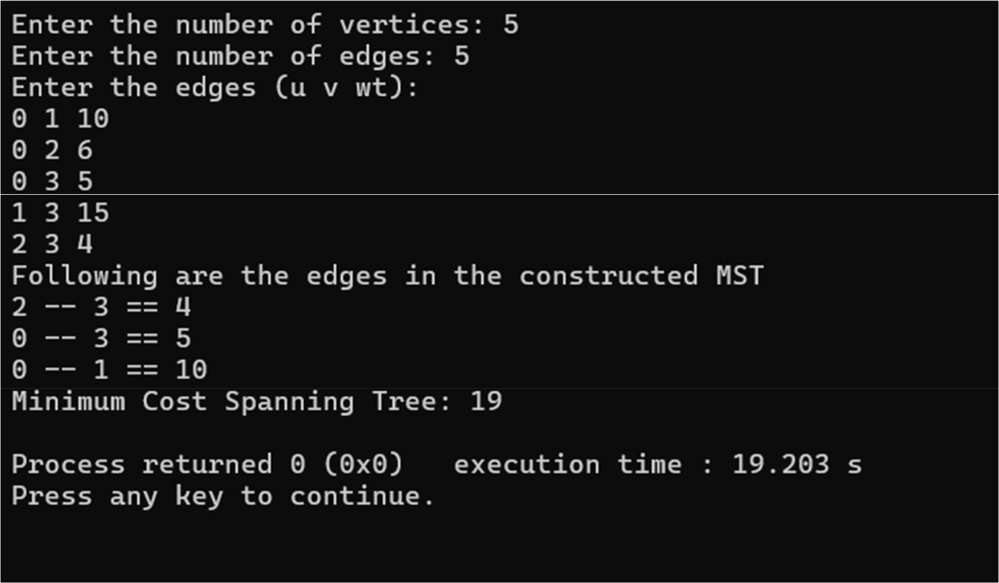 Enter the number of vertices: 5
Enter the number of edges: 5
Enter the edges (u v wt):
0 1 10
0 2 6
0 3 5
1 3 15
2 3 4
Following are the edges in the constructed MST
2 -- 3 == 4
0 -- 3 == 5
0 -- 1 == 10
Minimum Cost Spanning Tree: 19
Process returned 0 (0x0)   execution time : 19.203 s
Press any key to continue.